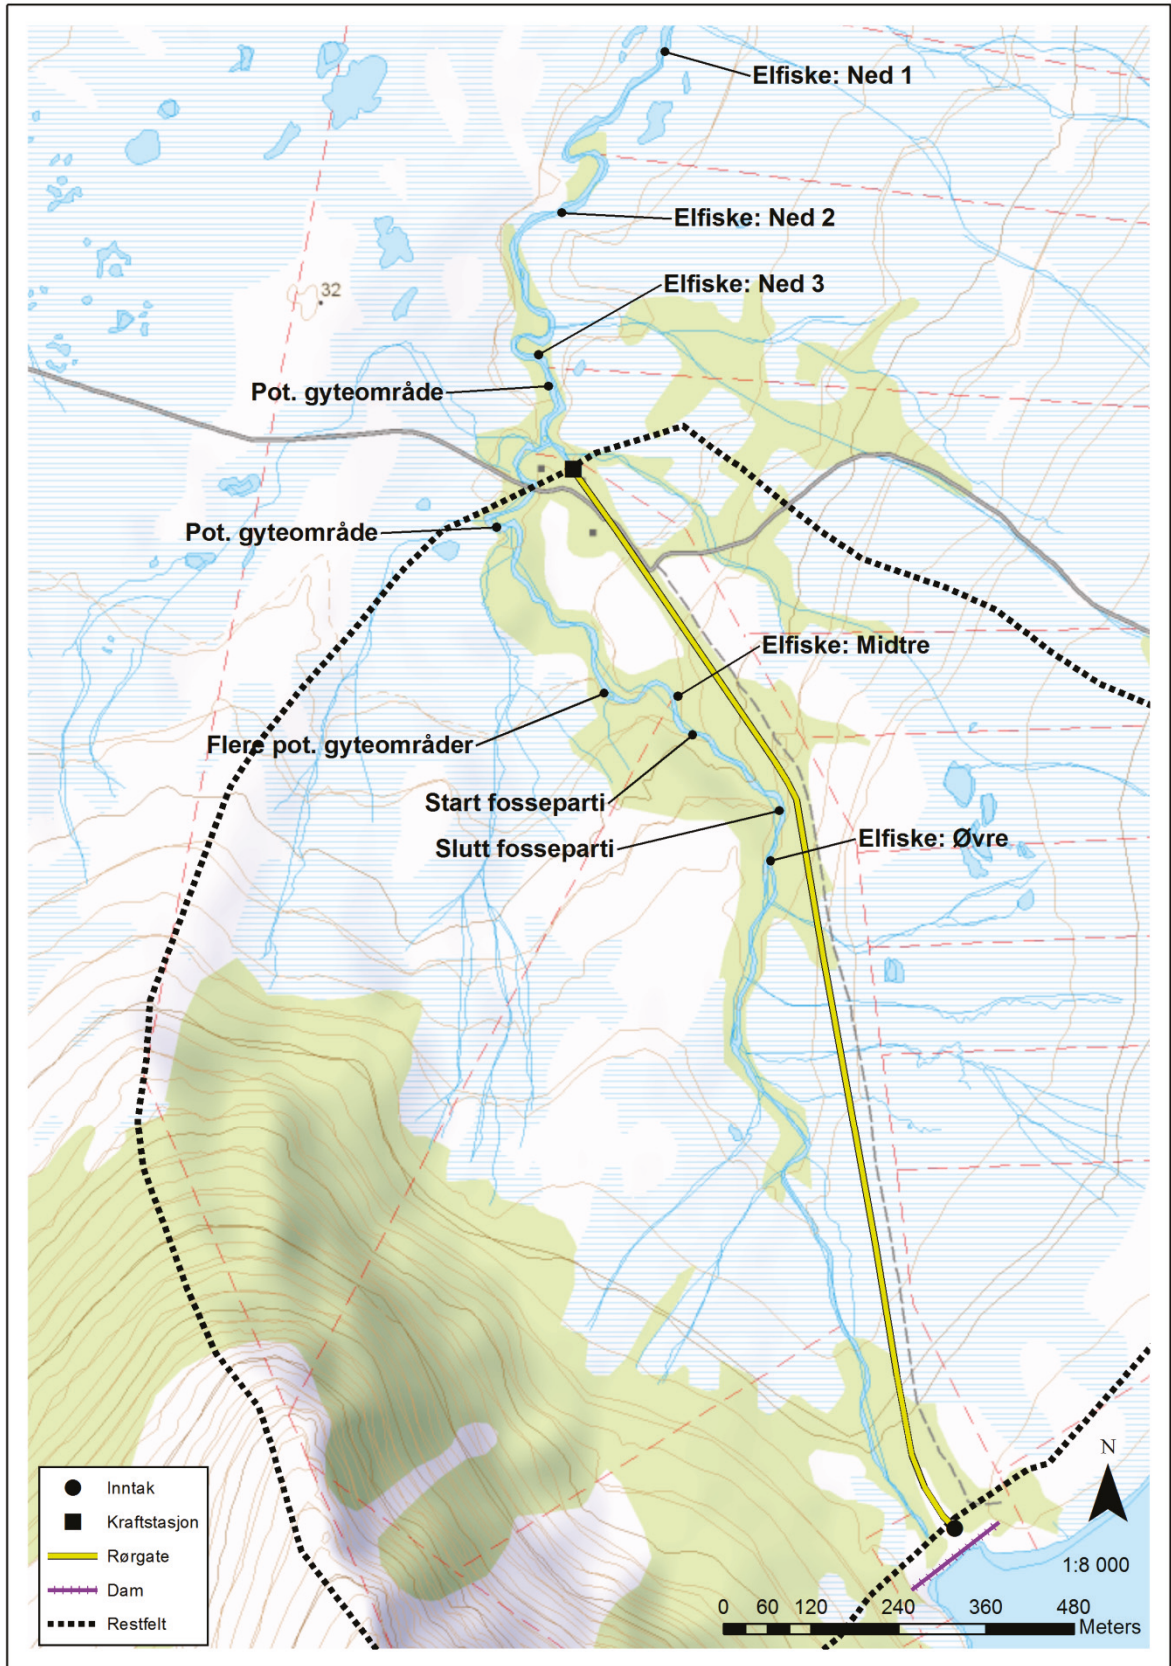 Elfiske: Ned 1
Elfiske: Ned 2
Elfiske: Ned 3
32
Pot. gyteområde
Pot. gyteområde
Elfiske: Midtre
Flere pot. gyteområder
Start fosseparti
Slutt fosseparti
Elfiske: Øvre
Inntak
Kraftstasjon
Rørgate
Dam
Restfelt
N
1:8 000
0 60 120 240 360 480
Meters